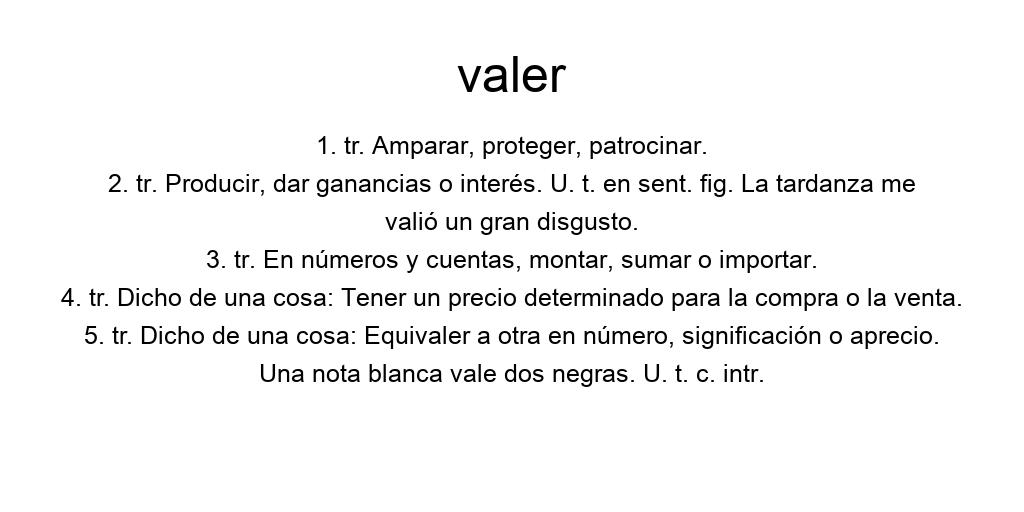 valer
1. tr. Amparar, proteger, patrocinar.
2. tr. Producir, dar ganancias o interés. U. t. en sent. fig. La tardanza me
valió un gran disgusto.
3. tr. En números y cuentas, montar, sumar o importar.
4. tr. Dicho de una cosa: Tener un precio determinado para la compra o la venta.
5. tr. Dicho de una cosa: Equivaler a otra en número, significación o aprecio.
Una nota blanca vale dos negras. U. t. c. intr.